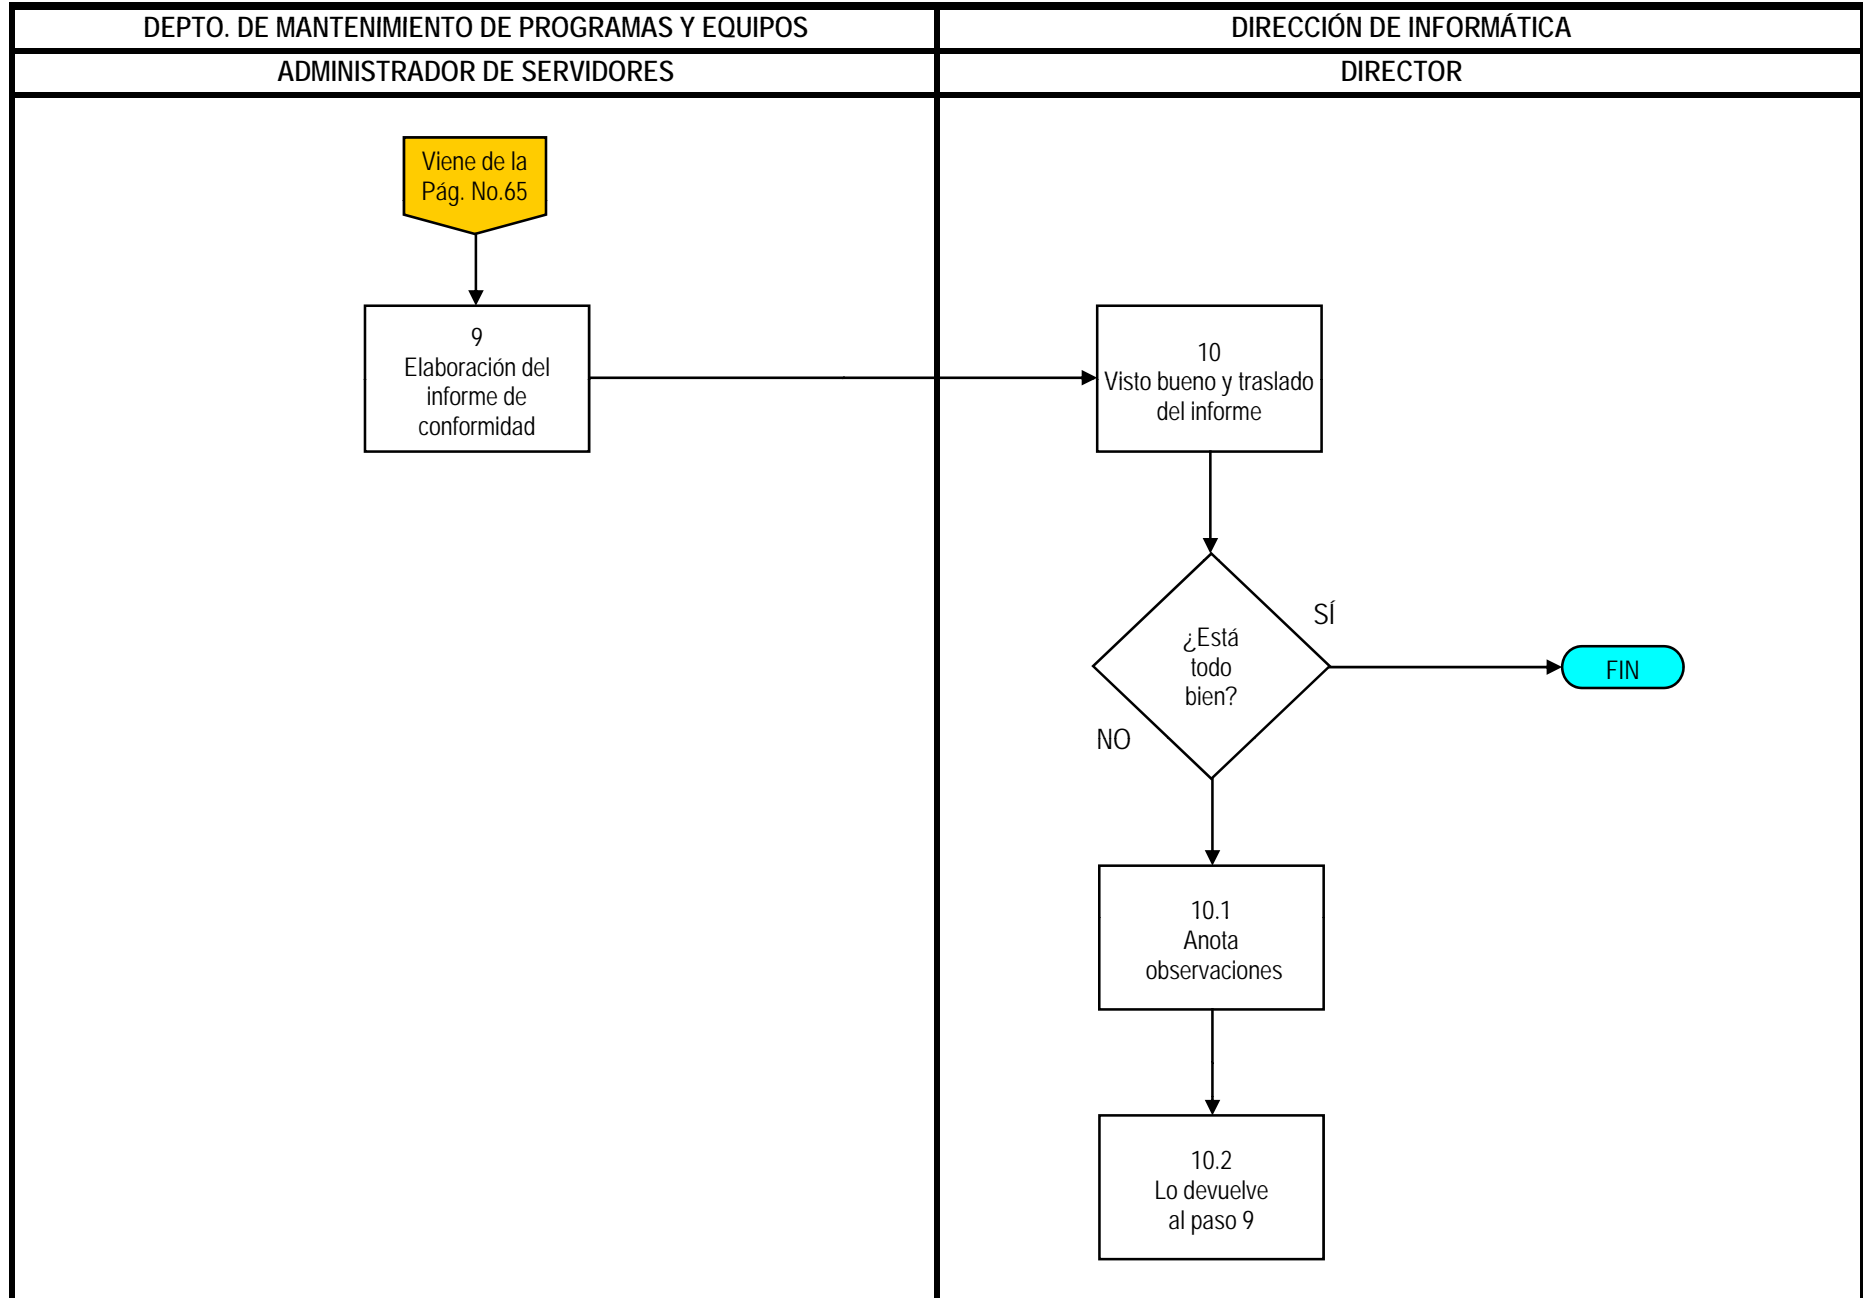 DEPTO. DE MANTENIMIENTO DE PROGRAMAS Y EQUIPOS
DIRECCIÓN DE INFORMÁTICA
ADMINISTRADOR DE SERVIDORES
DIRECTOR
Viene de la
Pág. No.65
9
Elaboración del
informe de
conformidad
10
Visto bueno y traslado
del informe
¿Está
todo
bien?
SÍ
FIN
NO
10.1
Anota
observaciones
10.2
Lo devuelve
al paso 9